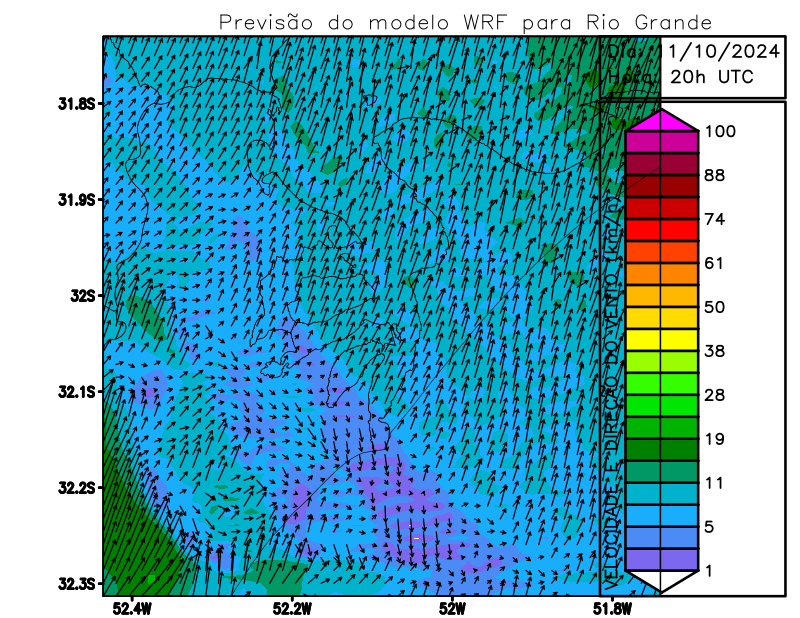 Previsão do modelo WRF para Rio Grande
Dia: 11/10/2024
Hora: 20h UTC
31.8S
31.9S
32S
32.1S
32.2S
32.3S
52.4W
52.2W
52W
51.8W
VELOCIDADE E DIREÇÃO DO VENTO (km/h)
100
88
74
61
50
38
28
19
11
5
1